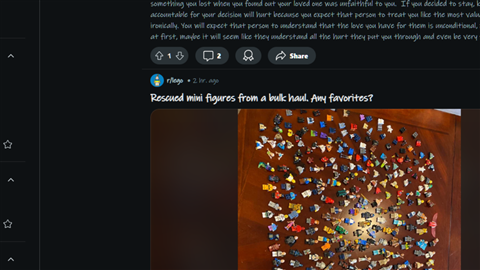 something you lost when you found out your loved one was unfaithful to you. If you decided to stay,
accountable for your decision will hurt because you expect that person to treat you like the most
ironically. You will expect that person to understand that the love you have for them is unconditional,
at first, maybe it will seem like they understand all the hurt they put you through and even be very
1
2
Share
r/lego • 2 hr. ago
Rescued mini figures from a bulk haul. Any favorites?